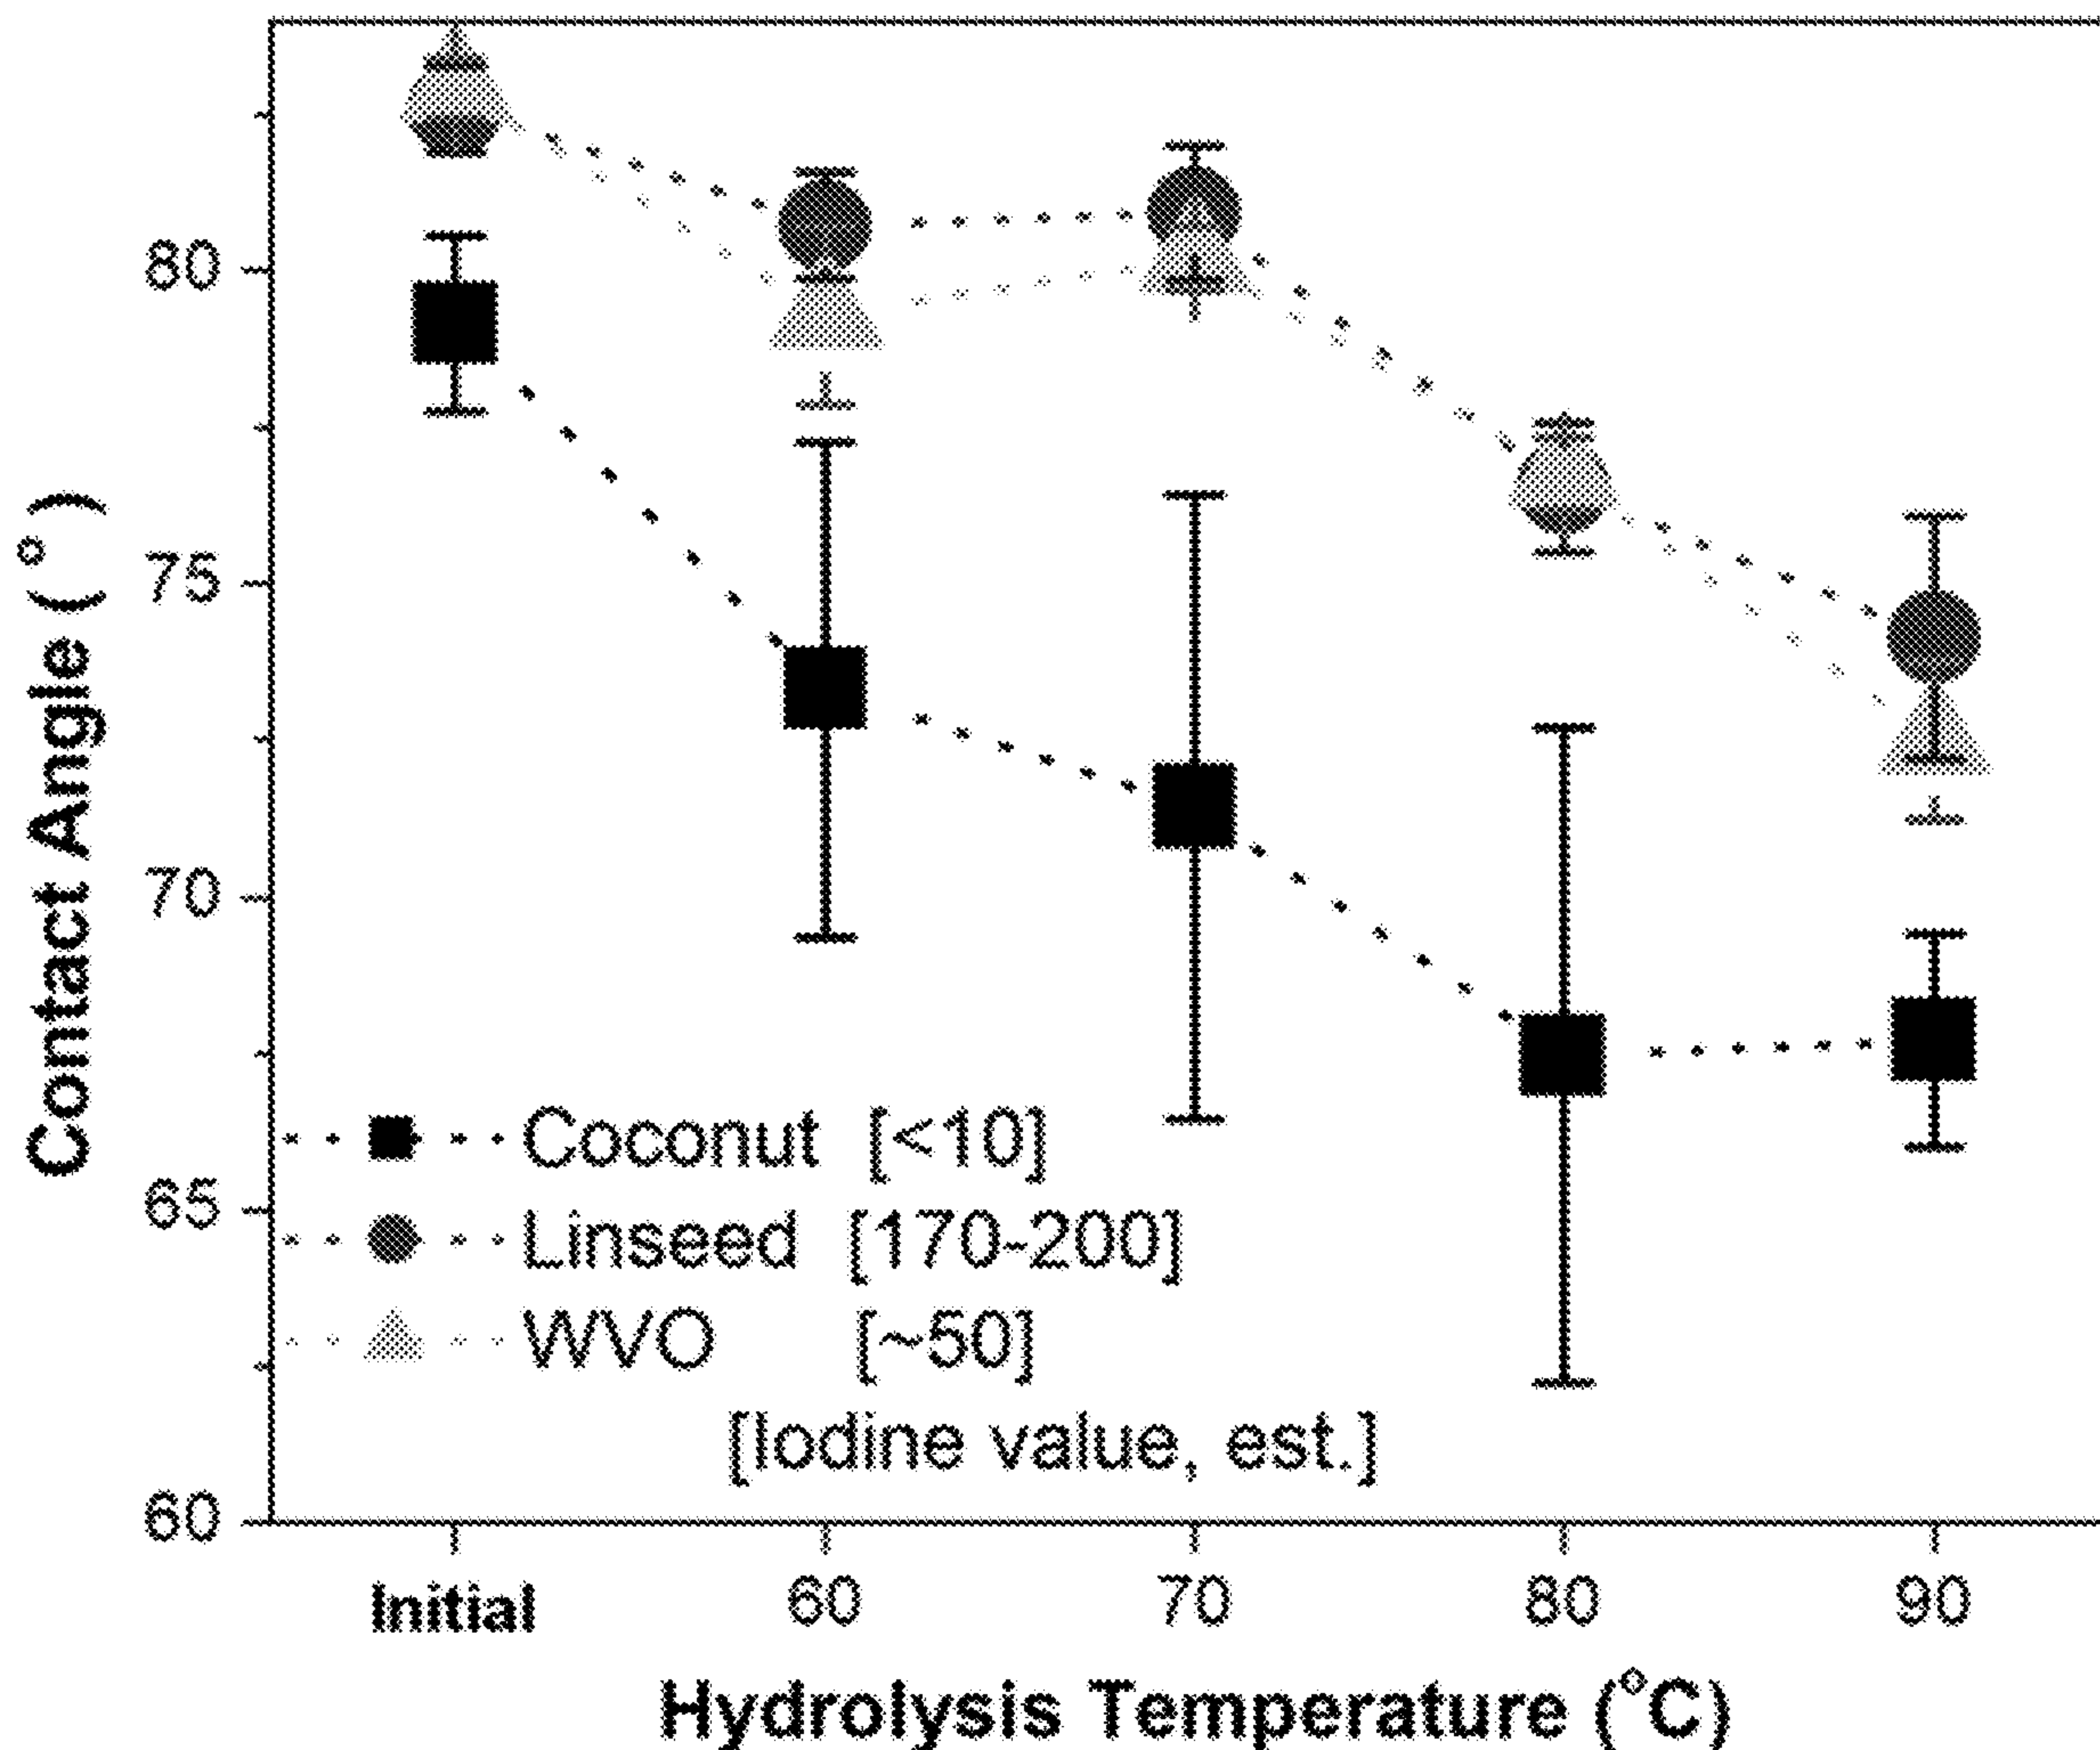 Contact Angle (°)
80
75
70
65
60
Coconut [<10]
Linseed [170-200]
WVO [~50]
[Iodine value, est.]
Initial 60 70 80 90
Hydrolysis Temperature (°C)